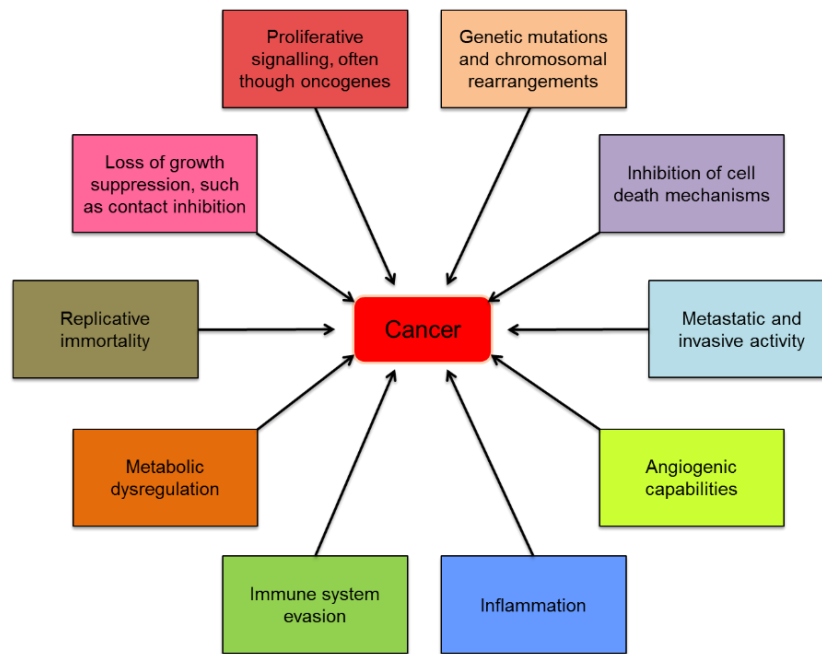 Proliferative
signalling, often
though oncogenes
Genetic mutations
and chromosomal
rearrangements
Loss of growth
suppression, such
as contact inhibition
Inhibition of cell
death mechanisms
Replicative
immortality
Cancer
Metastatic and
invasive activity
Metabolic
dysregulation
Angiogenic
capabilities
Immune system
evasion
Inflammation